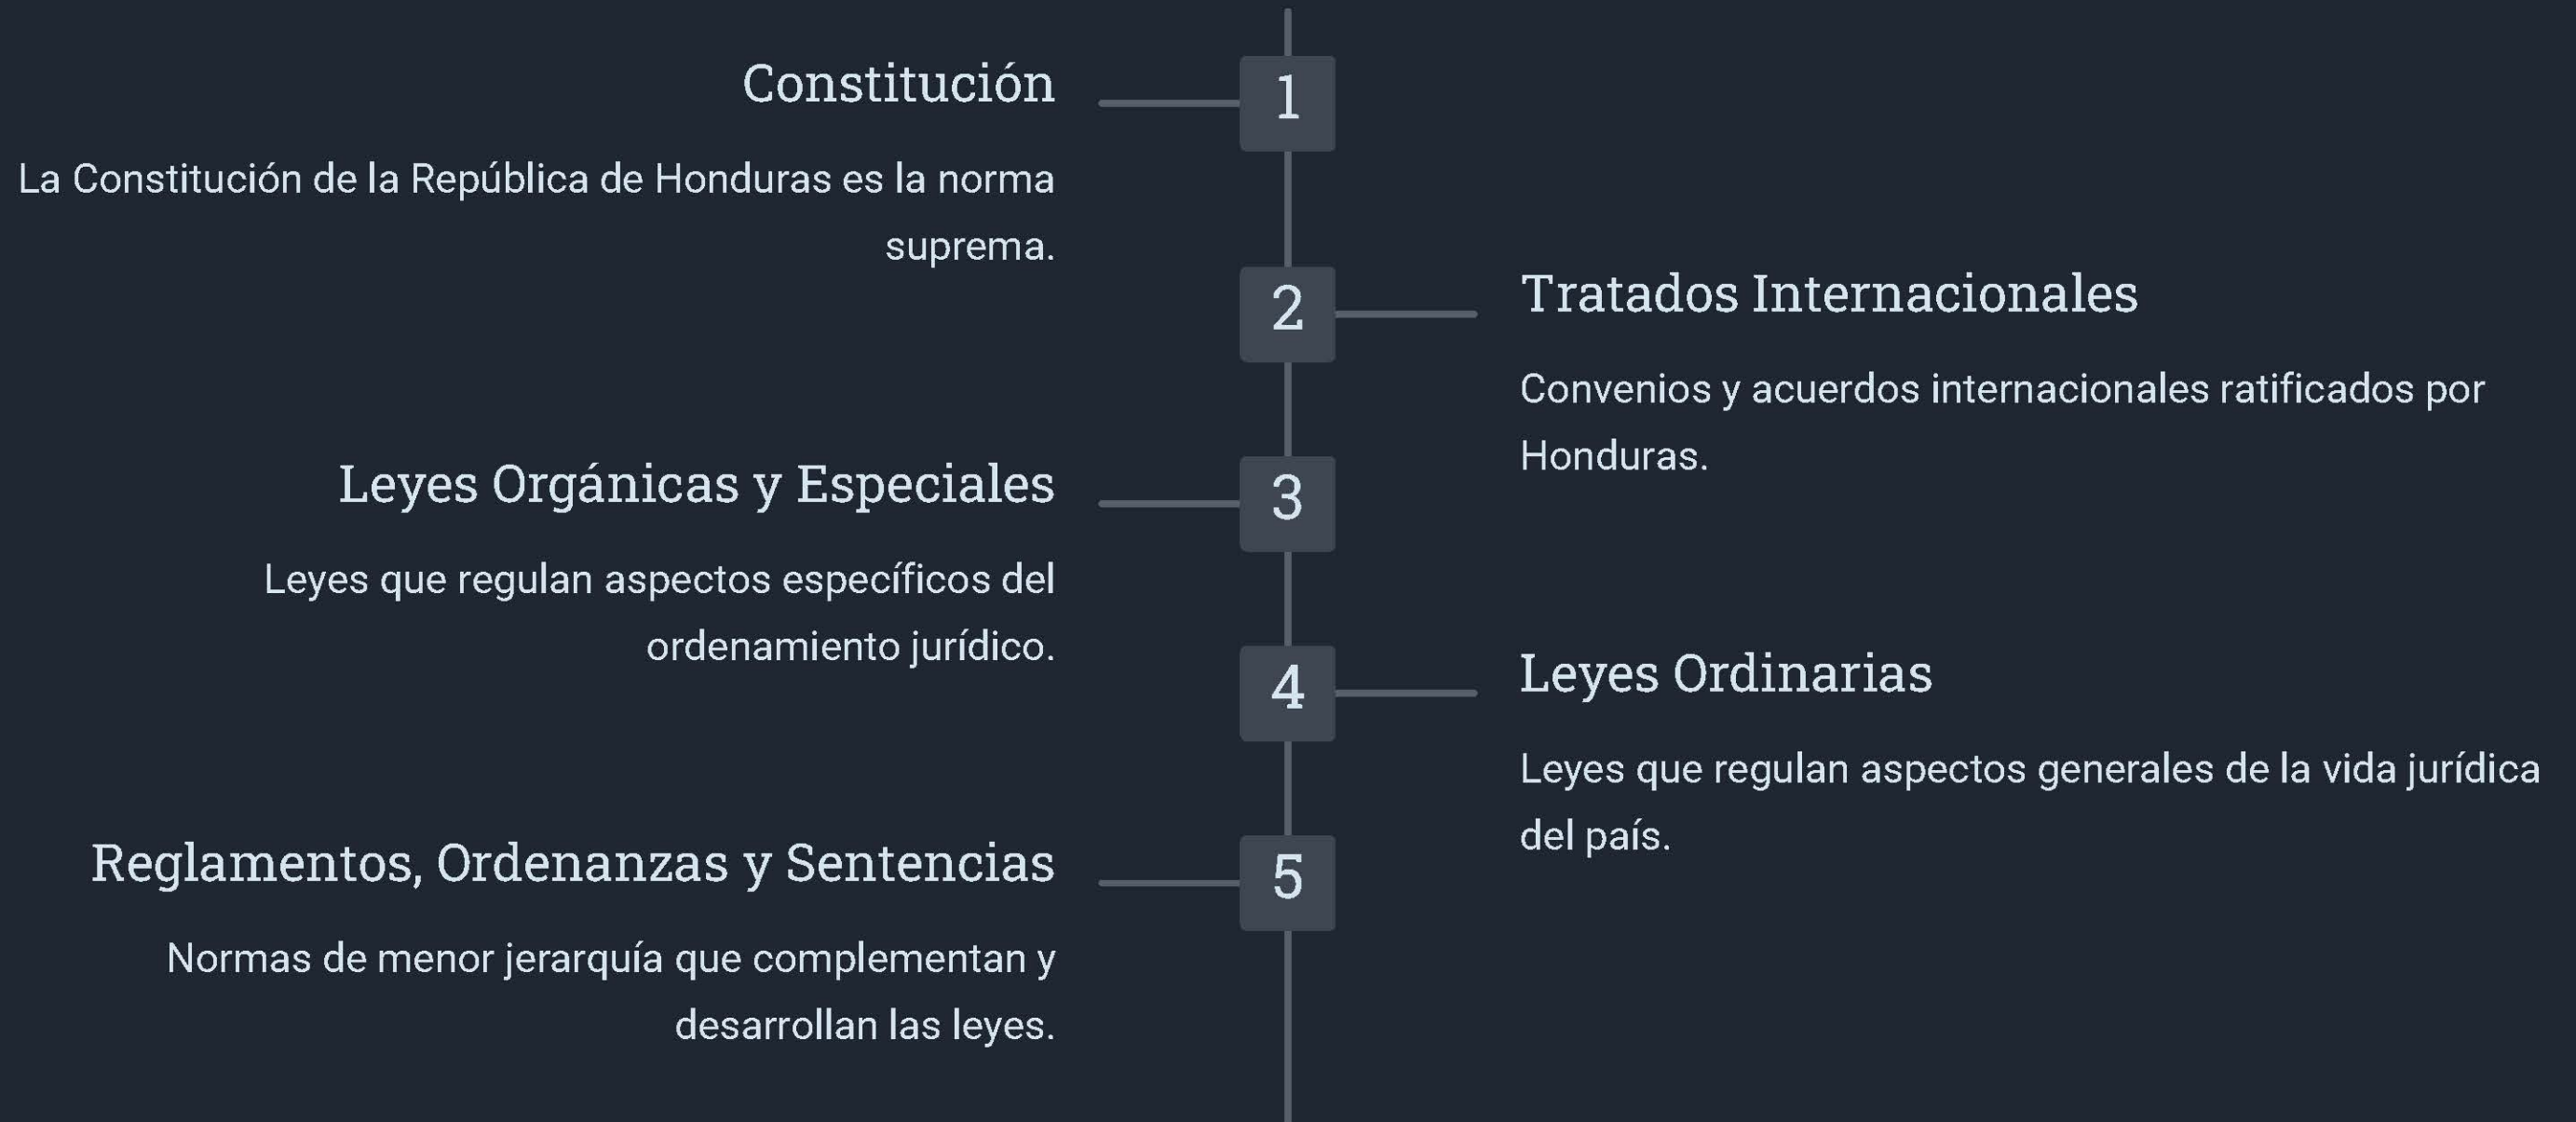 Constitución
1
La Constitución de la República de Honduras es la norma
suprema.
2
Tratados Internacionales
Convenios y acuerdos internacionales ratificados por
Honduras.
Leyes Orgánicas y Especiales
3
Leyes que regulan aspectos específicos del
ordenamiento jurídico.
4
Leyes Ordinarias
Leyes que regulan aspectos generales de la vida jurídica
del país.
Reglamentos, Ordenanzas y Sentencias
5
Normas de menor jerarquía que complementan y
desarrollan las leyes.